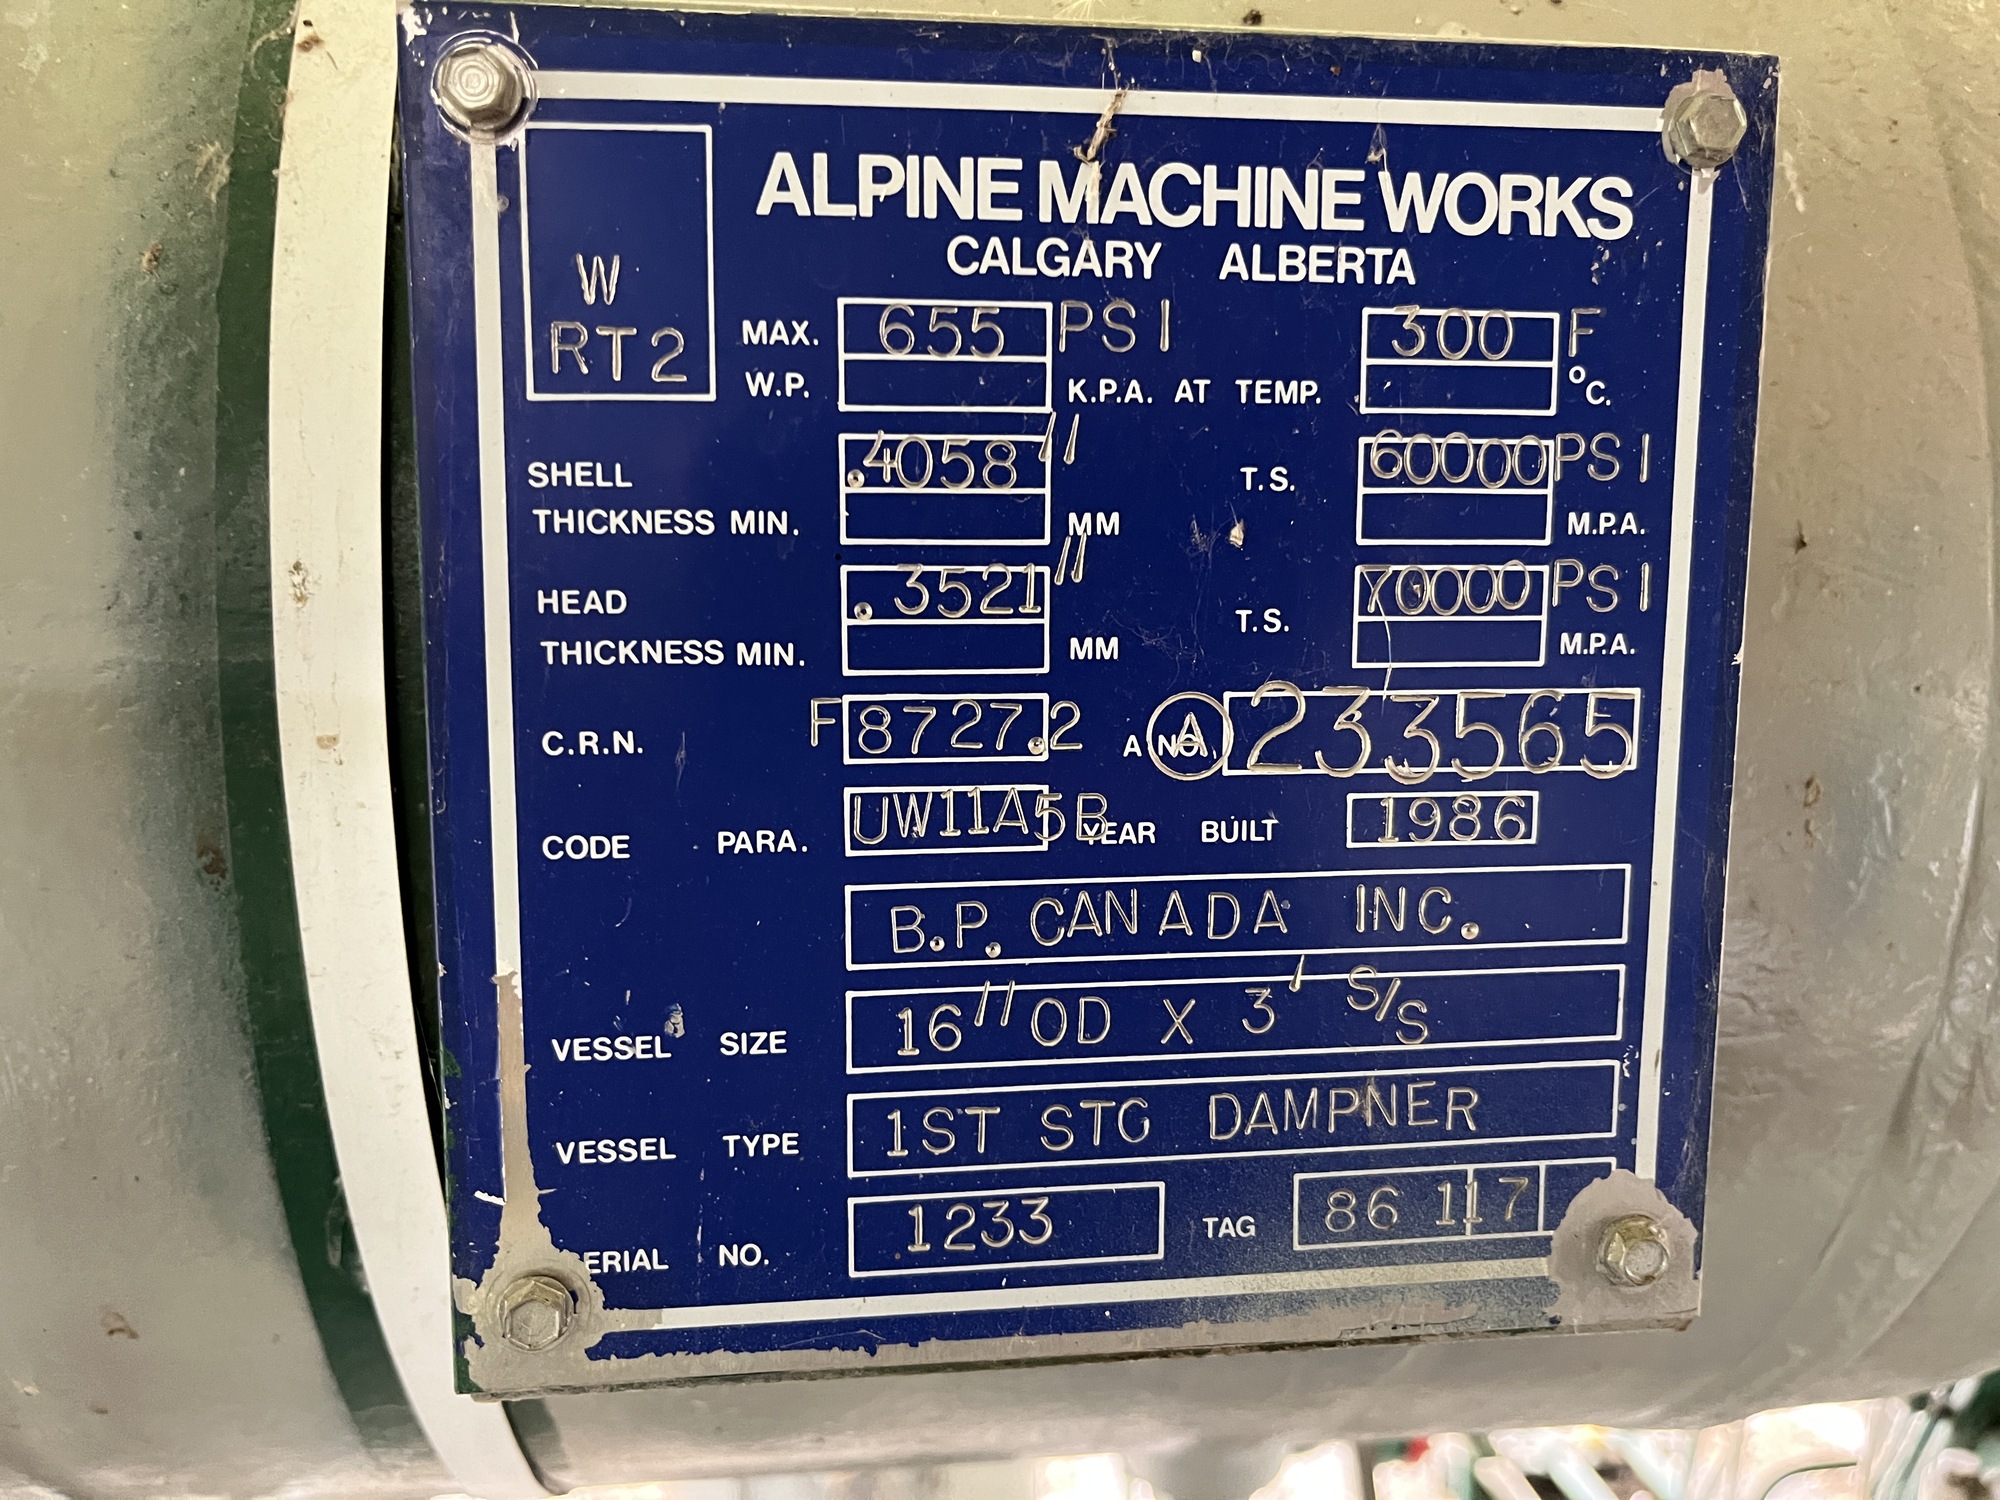 W
RT2
ALPINE MACHINE WORKS
CALGARY ALBERTA
MAX. 655 PSI 300 F
W.P. K.P.A. AT TEMP. °C.
SHELL .4058" T.S. 60000 PSI
THICKNESS MIN. MM M.P.A.
HEAD .3521" T.S. 70000 PSI
THICKNESS MIN. MM M.P.A.
C.R.N. F8727.2 A NO. A 233565
CODE PARA. UW11A5B YEAR BUILT 1986
B.P. CANADA INC.
VESSEL SIZE 16" OD X 3' S/S
VESSEL TYPE 1ST STG DAMPNER
ERIAL NO. 1233 TAG 86 117